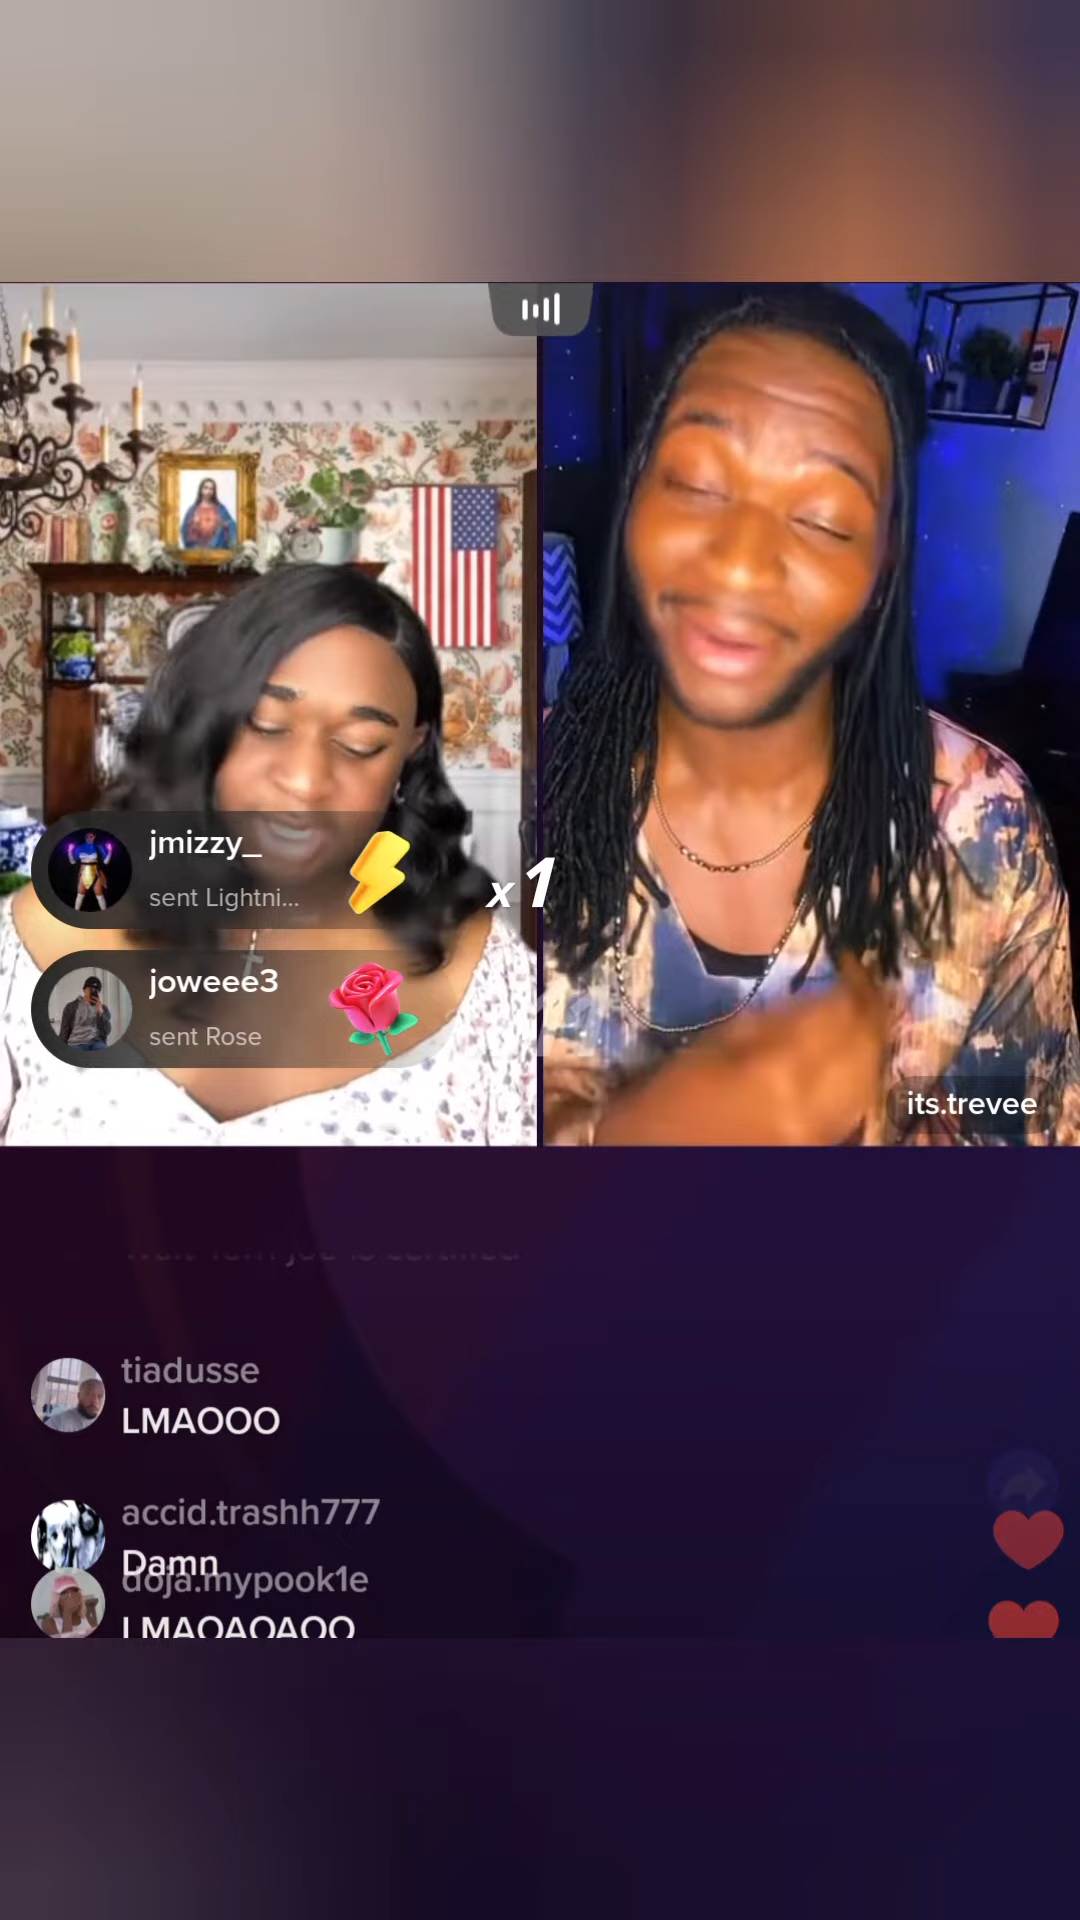 jmizzy_
sent Lightni...
x1
joweee3
sent Rose
its.trevee
tiadusse
LMAOOO
accid.trashh777
Damn
doja.mypook1e
LMAOAOAOO